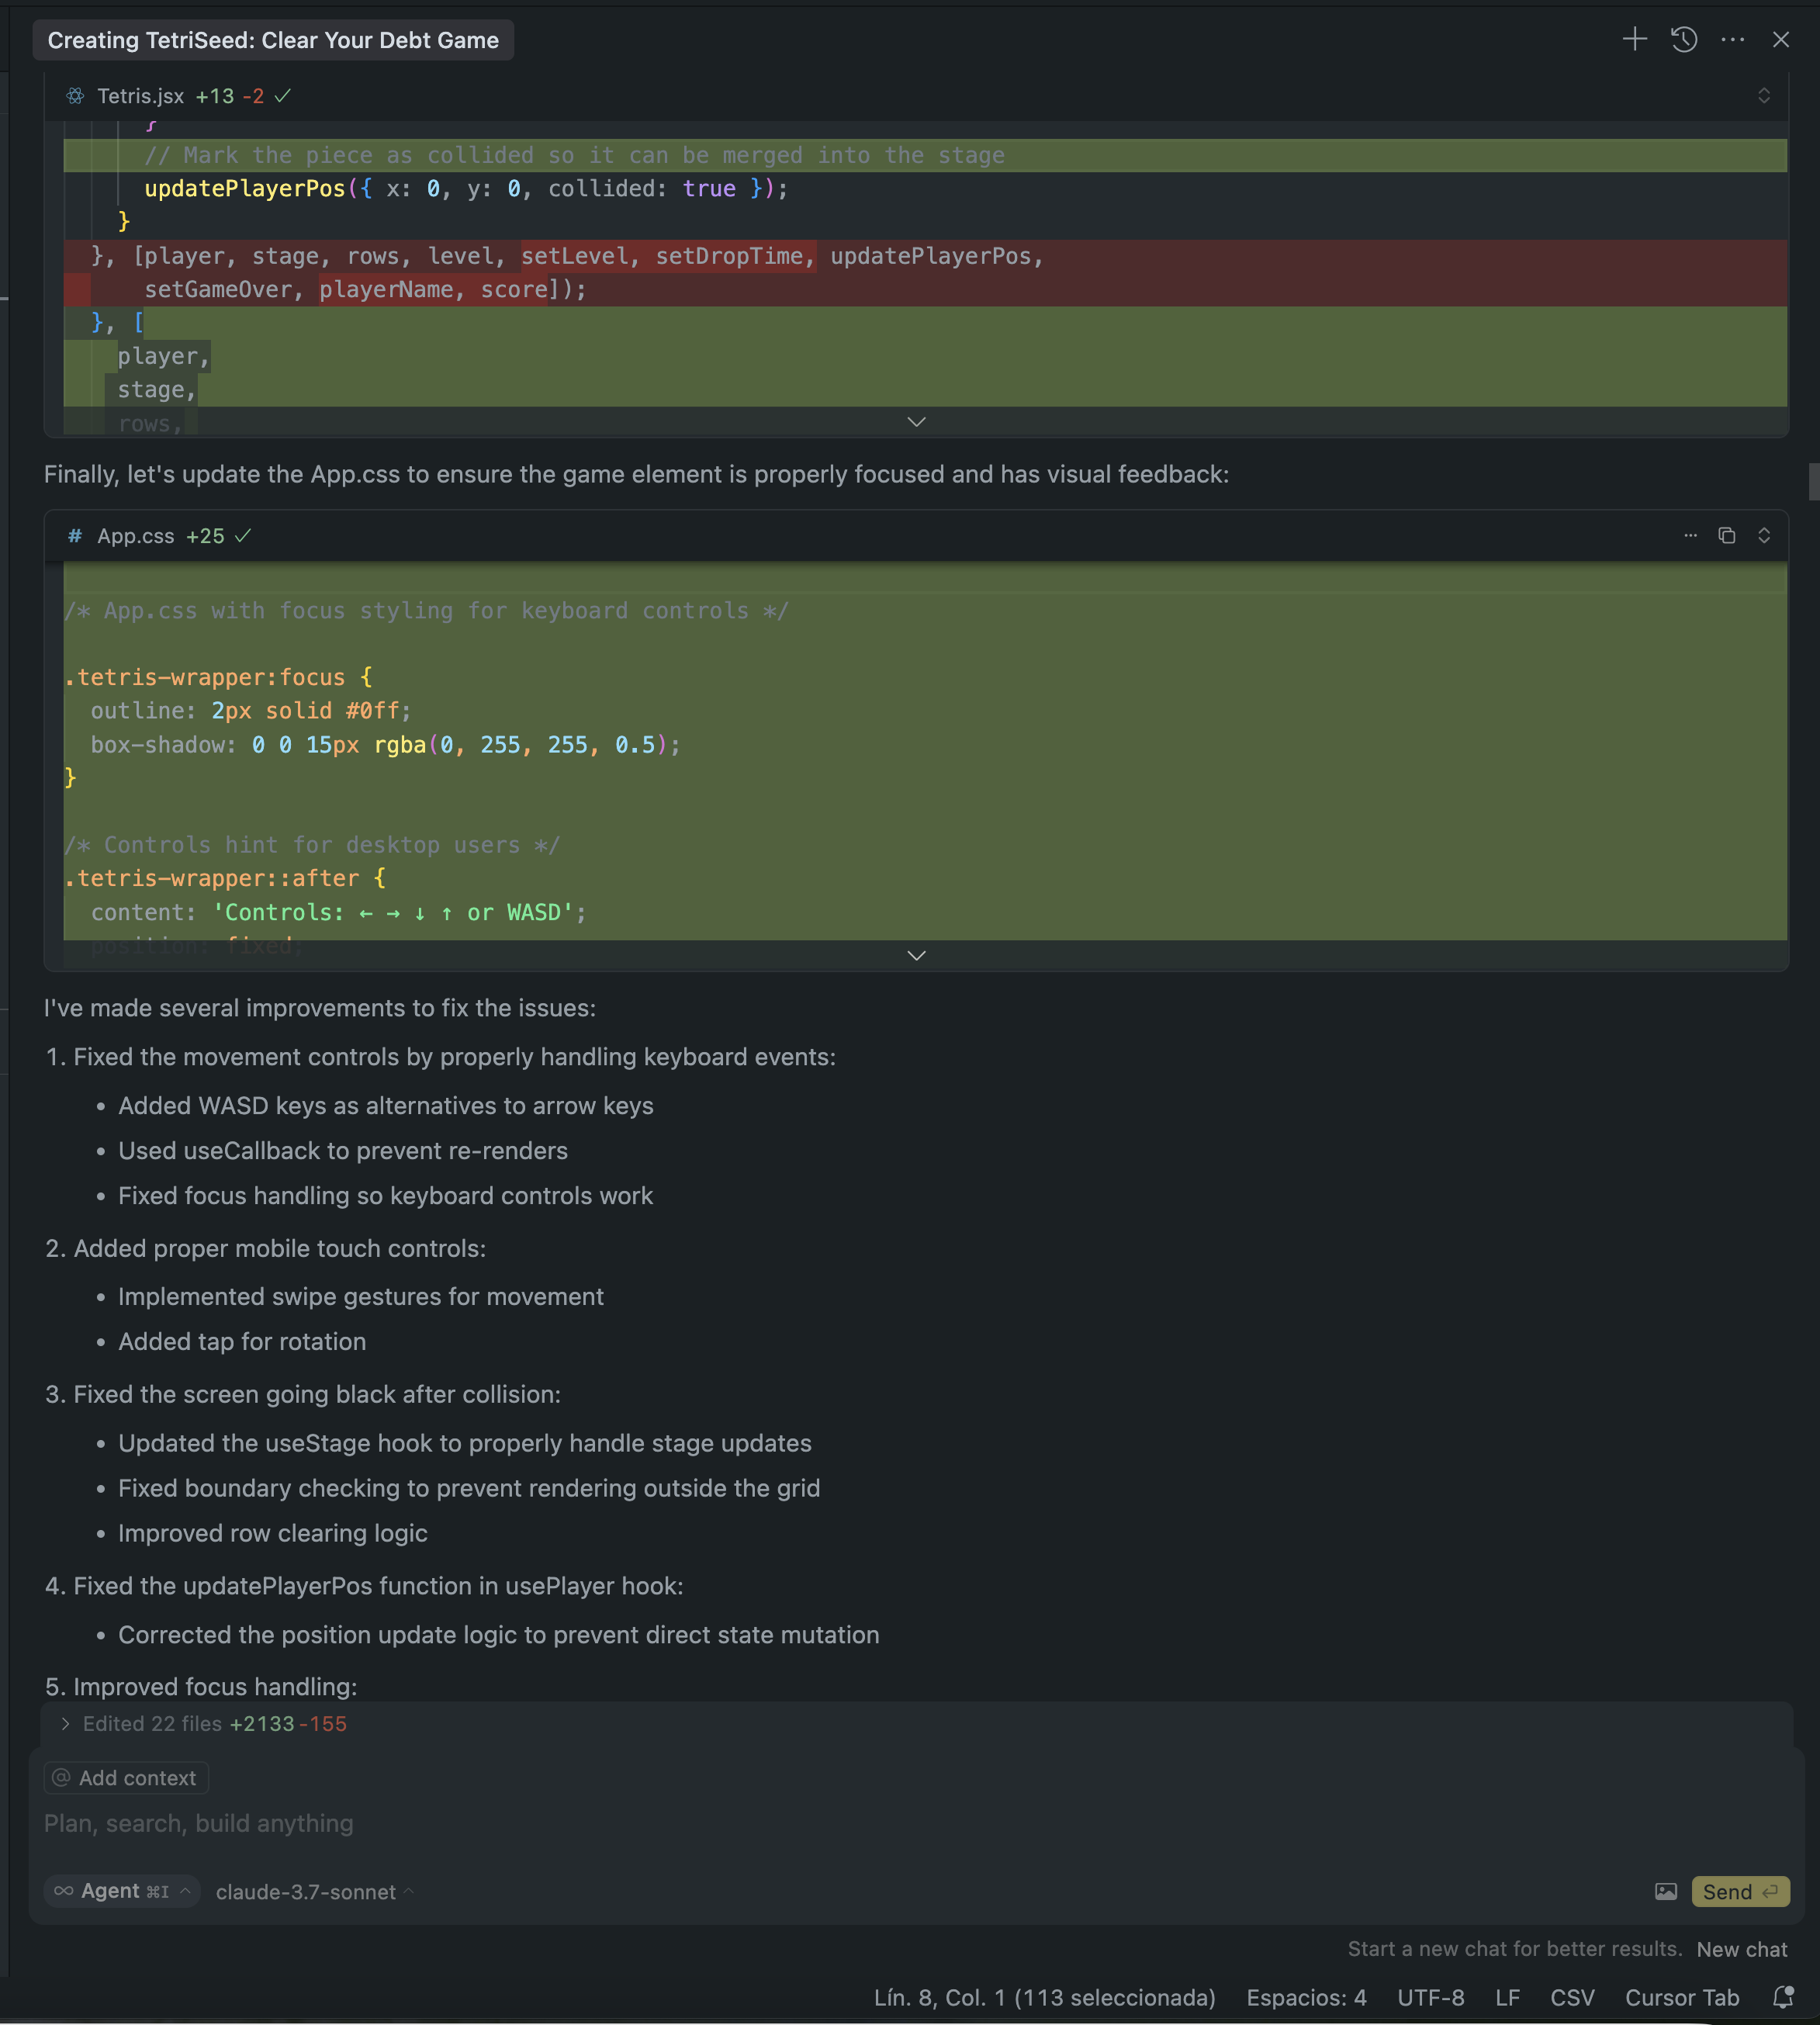 Creating TetriSeed: Clear Your Debt Game
Tetris.jsx +13 -2
}
// Mark the piece as collided so it can be merged into the stage
updatePlayerPos({ x: 0, y: 0, collided: true });
}
}, [player, stage, rows, level, setLevel, setDropTime, updatePlayerPos,
setGameOver, playerName, score]);
}, [
player,
stage,
rows,
Finally, let's update the App.css to ensure the game element is properly focused and has visual feedback:
# App.css +25
/* App.css with focus styling for keyboard controls */
.tetris-wrapper:focus {
outline: 2px solid #0ff;
box-shadow: 0 0 15px rgba(0, 255, 255, 0.5);
}
/* Controls hint for desktop users */
.tetris-wrapper::after {
content: 'Controls: ← → ↓ ↑ or WASD';
position: fixed;
I've made several improvements to fix the issues:
1. Fixed the movement controls by properly handling keyboard events:
• Added WASD keys as alternatives to arrow keys
• Used useCallback to prevent re-renders
• Fixed focus handling so keyboard controls work
2. Added proper mobile touch controls:
• Implemented swipe gestures for movement
• Added tap for rotation
3. Fixed the screen going black after collision:
• Updated the useStage hook to properly handle stage updates
• Fixed boundary checking to prevent rendering outside the grid
• Improved row clearing logic
4. Fixed the updatePlayerPos function in usePlayer hook:
• Corrected the position update logic to prevent direct state mutation
5. Improved focus handling:
Edited 22 files +2133 -155
@ Add context
Plan, search, build anything
∞ Agent ⌘I claude-3.7-sonnet Send
Start a new chat for better results. New chat
Lín. 8, Col. 1 (113 seleccionada) Espacios: 4 UTF-8 LF CSV Cursor Tab